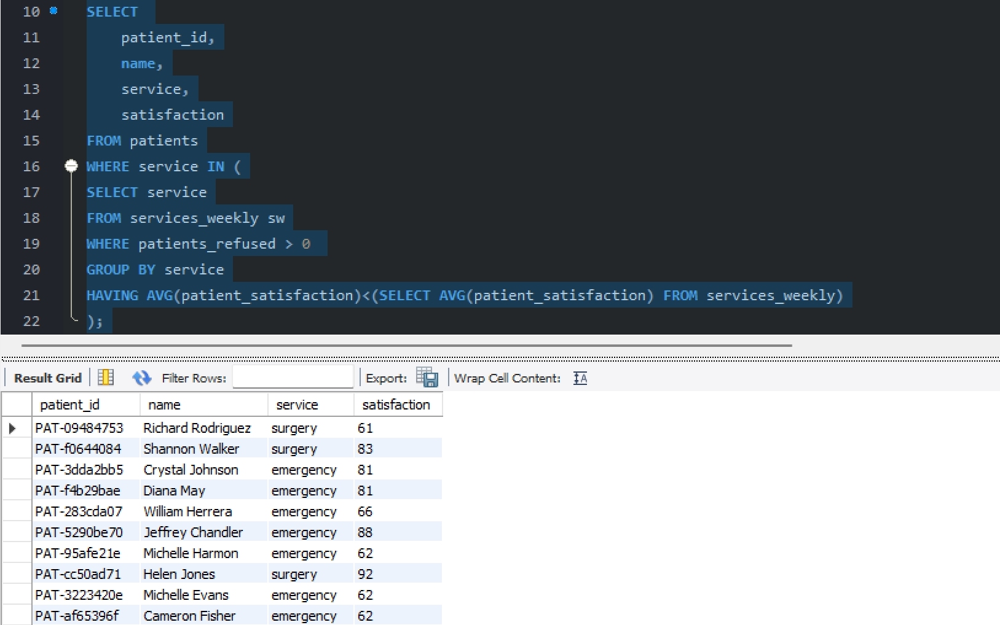 10 SELECT
11 patient_id,
12 name,
13 service,
14 satisfaction
15 FROM patients
16 WHERE service IN (
17 SELECT service
18 FROM services_weekly sw
19 WHERE patients_refused > 0
20 GROUP BY service
21 HAVING AVG(patient_satisfaction)<(SELECT AVG(patient_satisfaction) FROM services_weekly)
22 );
Result Grid Filter Rows: Export: Wrap Cell Content: IA
patient_id name service satisfaction
PAT-09484753 Richard Rodriguez surgery 61
PAT-f0644084 Shannon Walker surgery 83
PAT-3dda2bb5 Crystal Johnson emergency 81
PAT-f4b29bae Diana May emergency 81
PAT-283cda07 William Herrera emergency 66
PAT-5290be70 Jeffrey Chandler emergency 88
PAT-95afe21e Michelle Harmon emergency 62
PAT-cc50ad71 Helen Jones surgery 92
PAT-3223420e Michelle Evans emergency 62
PAT-af65396f Cameron Fisher emergency 62